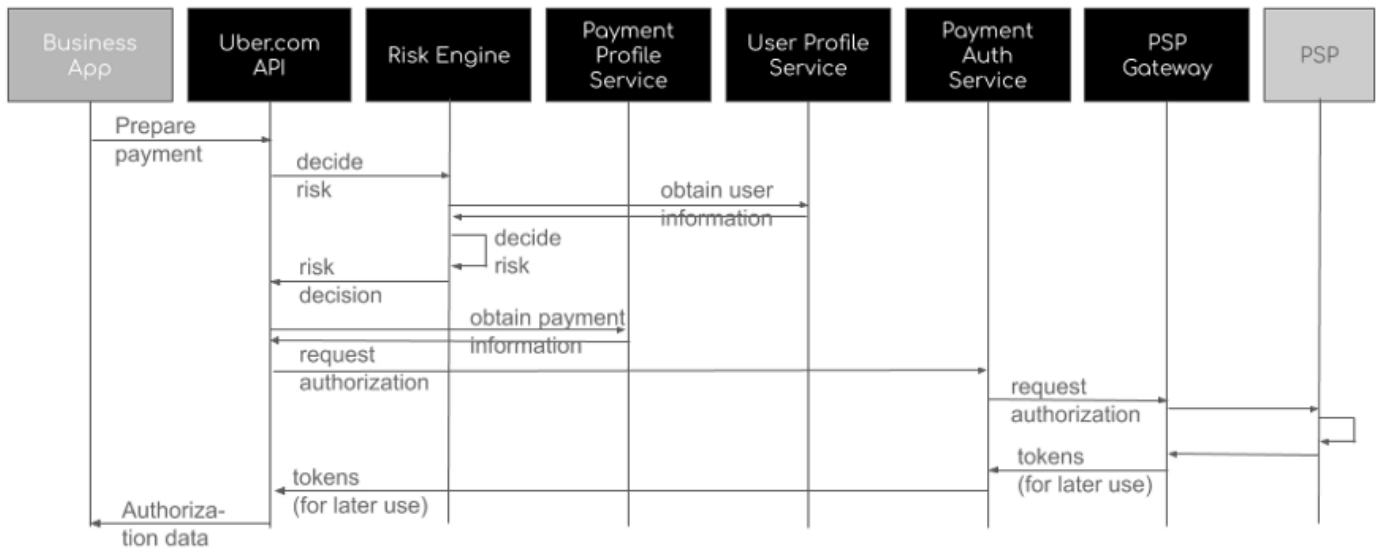 Business
App
Uber.com
API
Risk Engine
Payment
Profile
Service
User Profile
Service
Payment
Auth
Service
PSP
Gateway
PSP
Prepare
payment
decide
risk
obtain user
information
decide
risk
risk
decision
obtain payment
information
request
authorization
request
authorization
tokens
(for later use)
tokens
(for later use)
Authoriza-
tion data